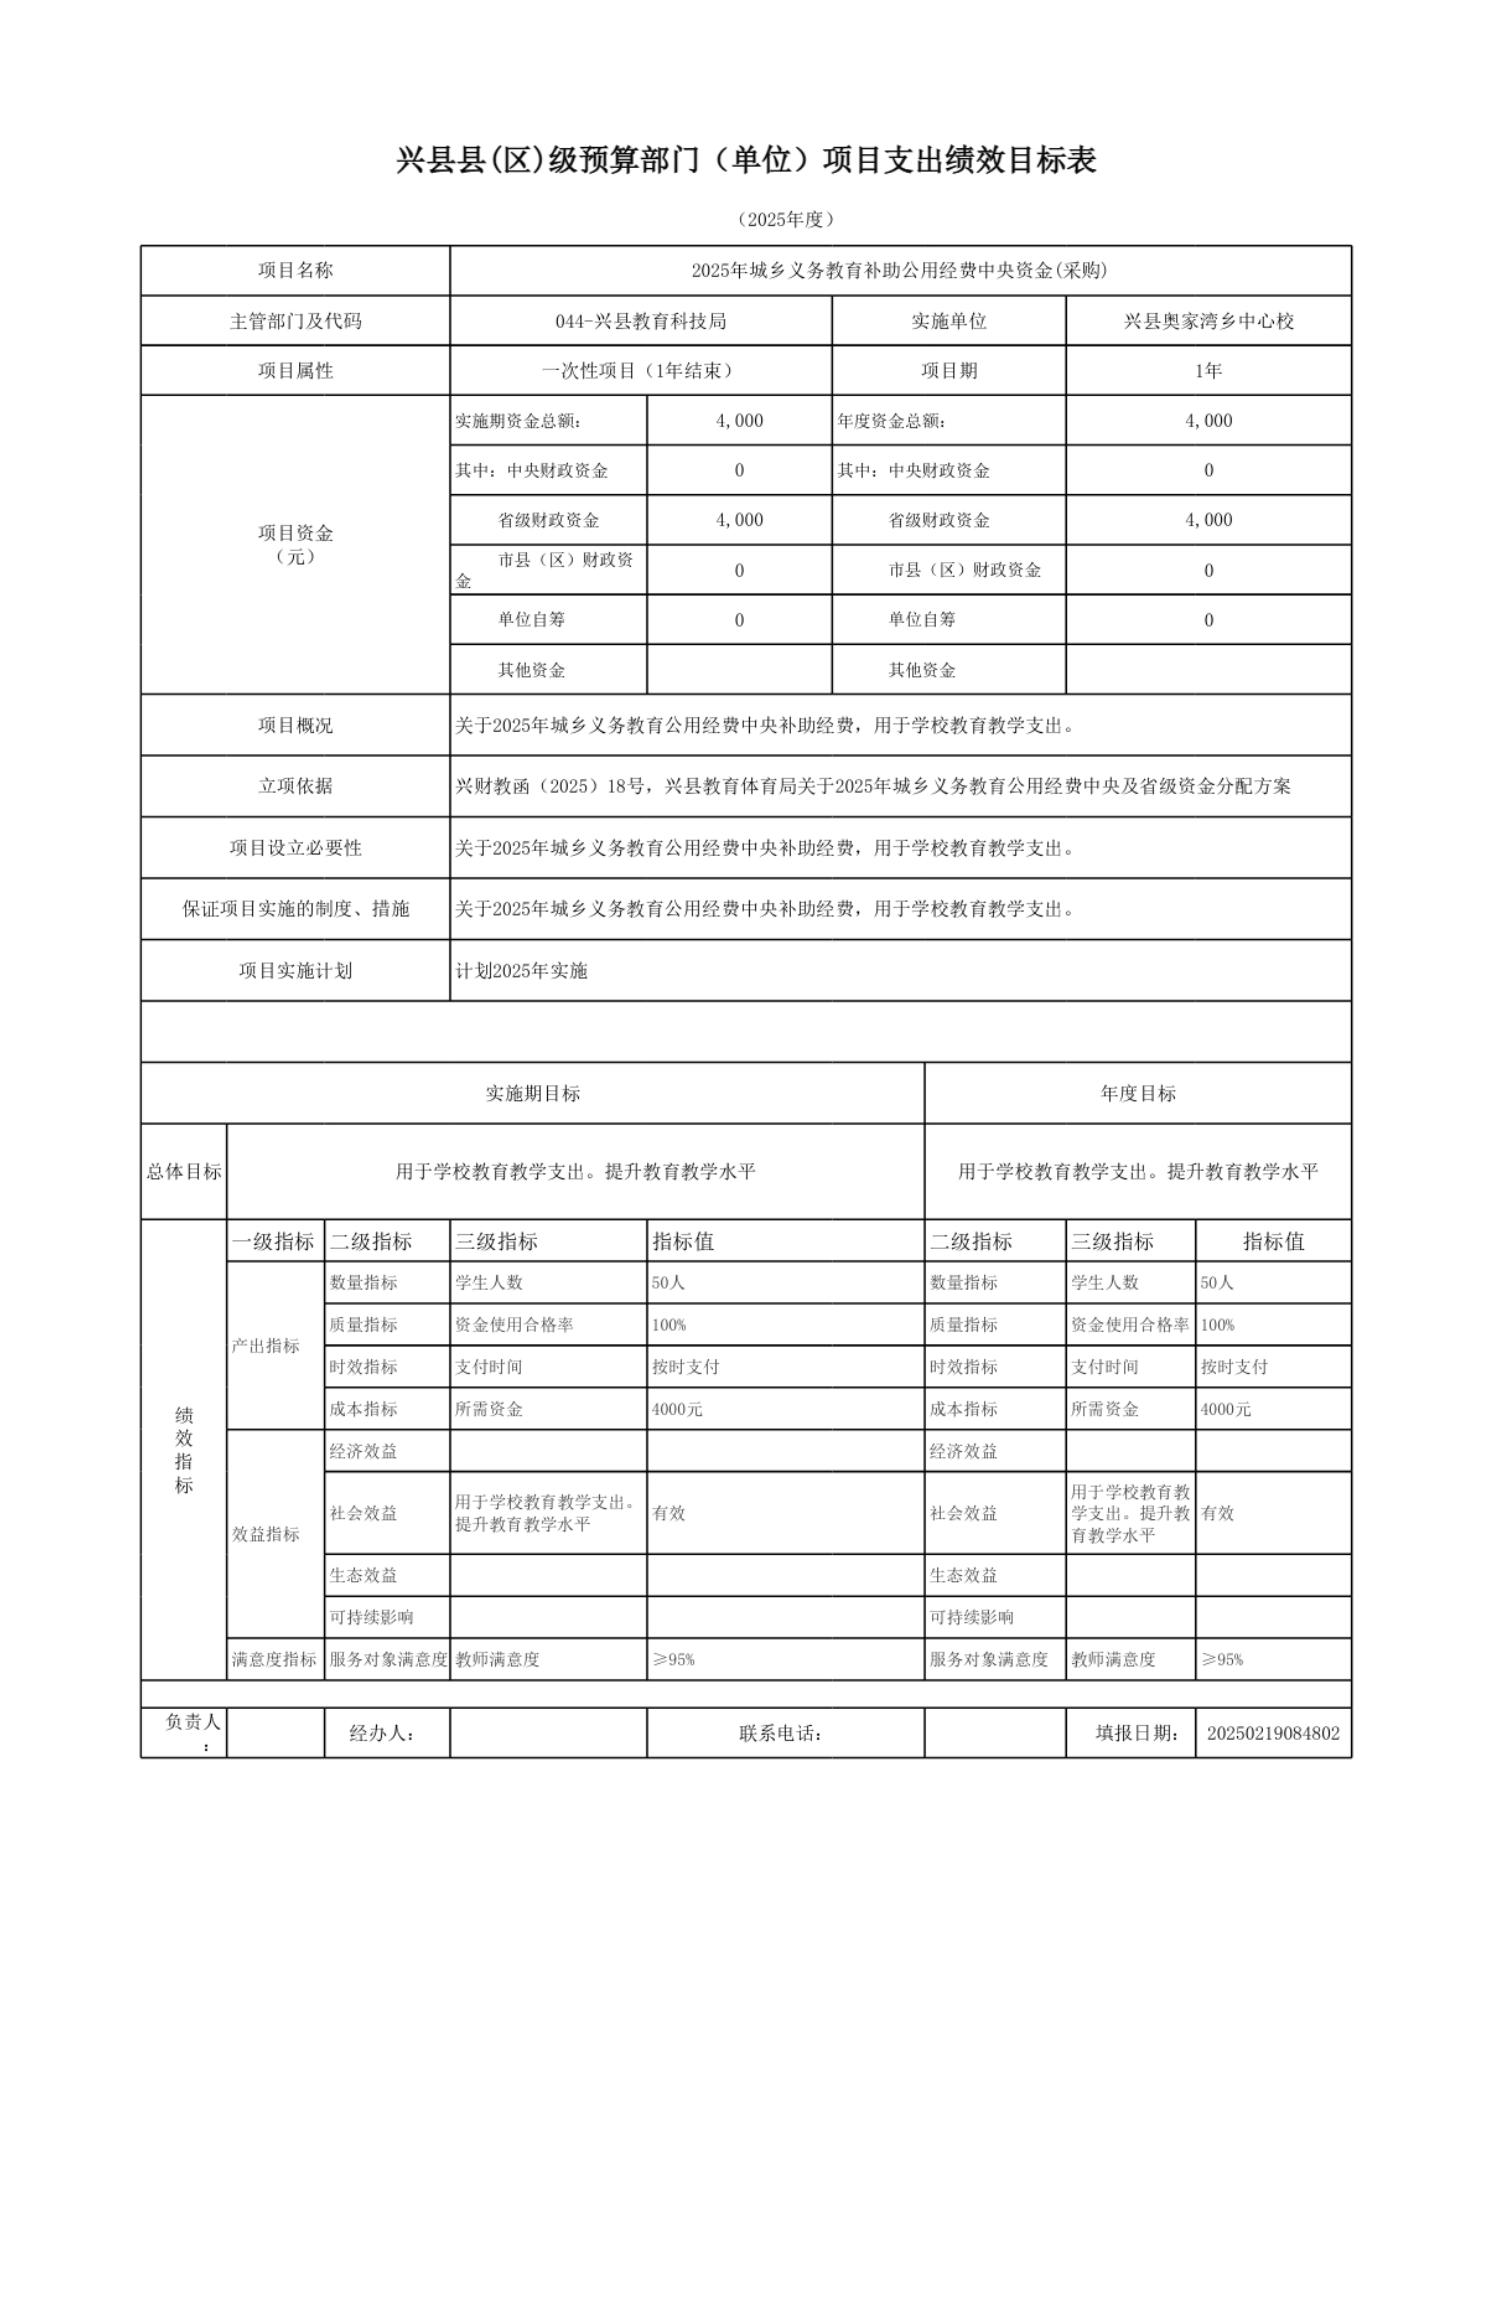 兴县县(区)级预算部门（单位）项目支出绩效目标表
（2025年度）
项目名称 2025年城乡义务教育补助公用经费中央资金(采购)
主管部门及代码 044-兴县教育科技局 实施单位 兴县奥家湾乡中心校
项目属性 一次性项目（1年结束） 项目期 1年
项目资金
（元）
实施期资金总额： 4,000 年度资金总额： 4,000
其中：中央财政资金 0 其中：中央财政资金 0
省级财政资金 4,000 省级财政资金 4,000
市县（区）财政资
金 0 市县（区）财政资金 0
单位自筹 0 单位自筹 0
其他资金 其他资金
项目概况 关于2025年城乡义务教育公用经费中央补助经费，用于学校教育教学支出。
立项依据 兴财教函（2025）18号，兴县教育体育局关于2025年城乡义务教育公用经费中央及省级资金分配方案
项目设立必要性 关于2025年城乡义务教育公用经费中央补助经费，用于学校教育教学支出。
保证项目实施的制度、措施 关于2025年城乡义务教育公用经费中央补助经费，用于学校教育教学支出。
项目实施计划 计划2025年实施
实施期目标 年度目标
总体目标 用于学校教育教学支出。提升教育教学水平 用于学校教育教学支出。提升教育教学水平
绩
效
指
标
一级指标 二级指标 三级指标 指标值 二级指标 三级指标 指标值
产出指标
数量指标 学生人数 50人 数量指标 学生人数 50人
质量指标 资金使用合格率 100% 质量指标 资金使用合格率 100%
时效指标 支付时间 按时支付 时效指标 支付时间 按时支付
成本指标 所需资金 4000元 成本指标 所需资金 4000元
效益指标
经济效益 经济效益
社会效益 用于学校教育教学支出。
提升教育教学水平 有效 社会效益 用于学校教育教
学支出。提升教
育教学水平 有效
生态效益 生态效益
可持续影响 可持续影响
满意度指标 服务对象满意度 教师满意度 ≥95% 服务对象满意度 教师满意度 ≥95%
负责人
： 经办人： 联系电话： 填报日期： 20250219084802